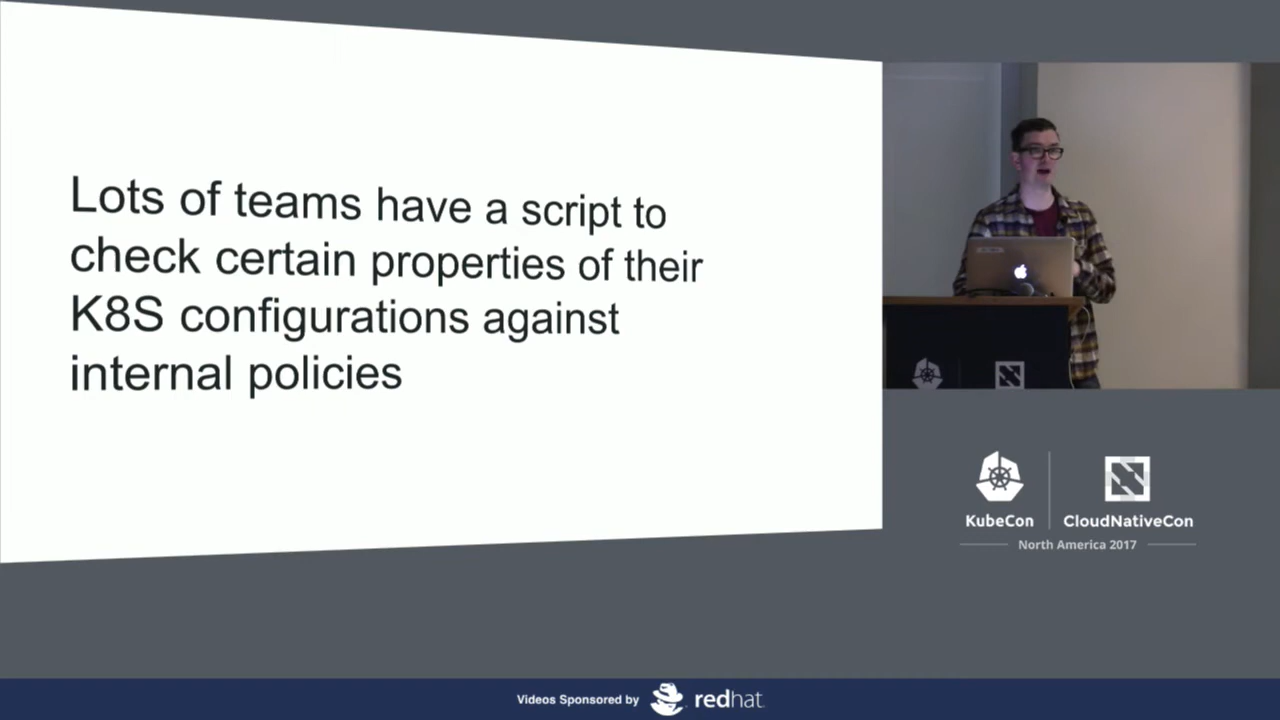 Lots of teams have a script to
check certain properties of their
K8S configurations against
internal policies
KubeCon
CloudNativeCon
North America 2017
Videos Sponsored by
redhat